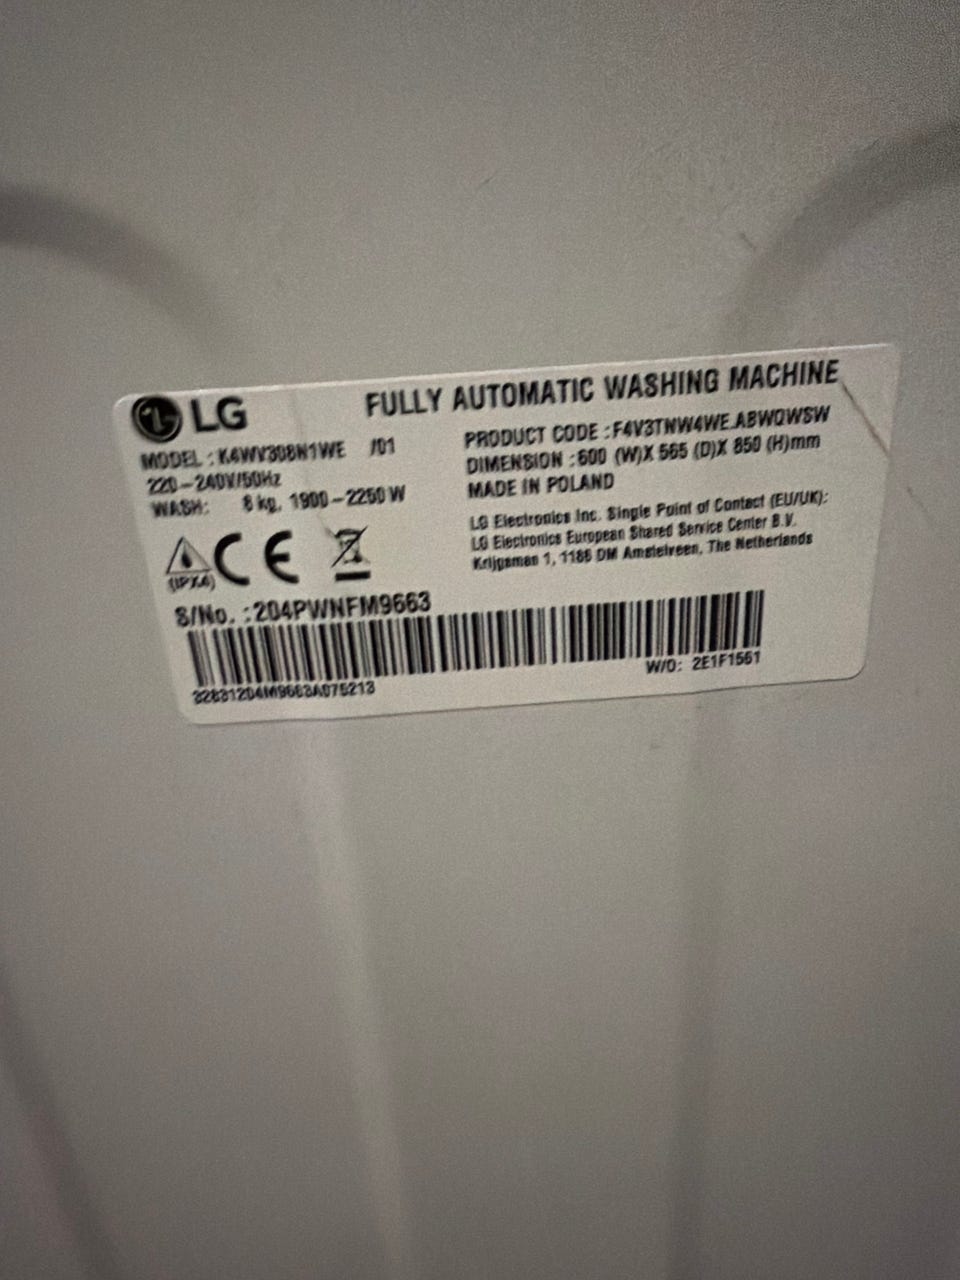 LG FULLY AUTOMATIC WASHING MACHINE
MODEL : K4WV308N1WE /01
220-240V/50Hz
WASH: 8 kg, 1900-2250 W
PRODUCT CODE : F4V3TNW4WE.ABWQWSW
DIMENSION : 600 (W)X 565 (D)X 850 (H)mm
MADE IN POLAND
LG Electronics Inc. Single Point of Contact (EU/UK):
LG Electronics European Shared Service Center B.V.
Krijgsman 1, 1186 DM Amstelveen, The Netherlands
(IPX4) CE
S/No. : 204PWNFM9663
32831204M9663A075213
W/O: 2E1F1561